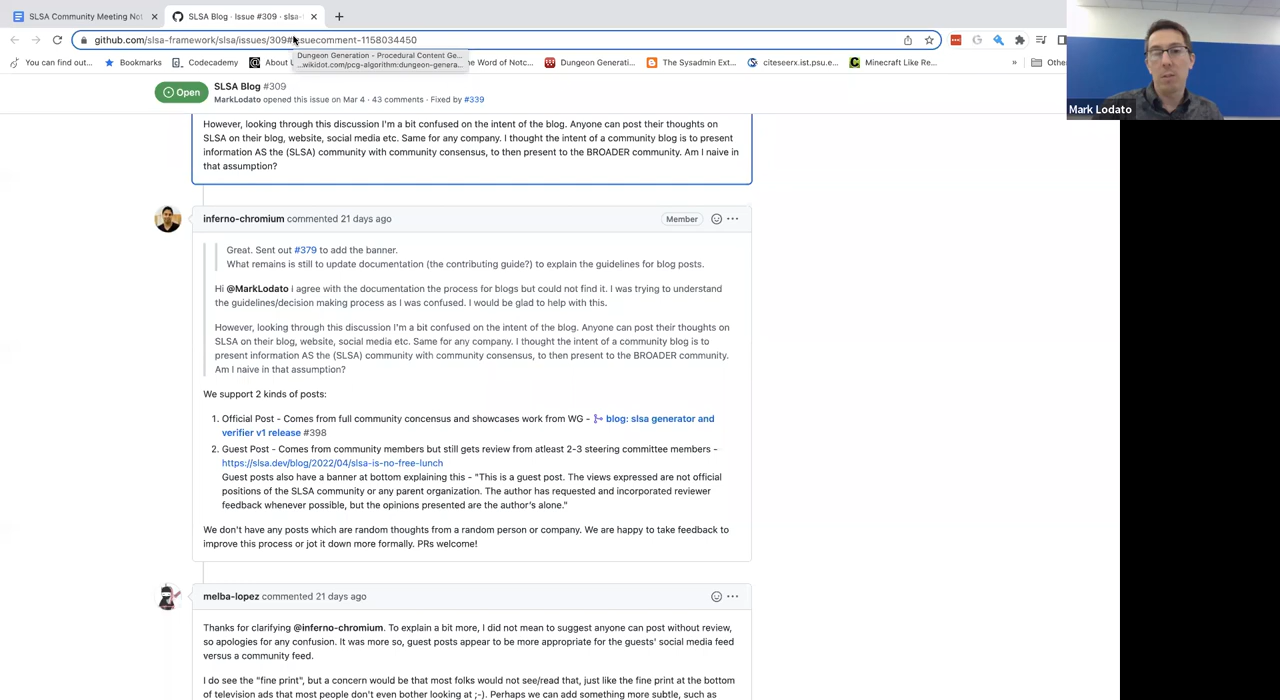 SLSA Community Meeting Not
SLSA Blog · Issue #309 · slsa-
github.com/slsa-framework/slsa/issues/309#issuecomment-1158034450
Dungeon Generation - Procedural Content Ge...
...wikidot.com/pcg-algorithm:dungeon-genera...
You can find out...
Bookmarks
Codecademy
About U
he Word of Notc...
Dungeon Generati...
The Sysadmin Ext...
citeseerx.ist.psu.e...
Minecraft Like Re...
»
Othe
Open
SLSA Blog #309
MarkLodato opened this issue on Mar 4 · 43 comments · Fixed by #339
However, looking through this discussion I'm a bit confused on the intent of the blog. Anyone can post their thoughts on
SLSA on their blog, website, social media etc. Same for any company. I thought the intent of a community blog is to present
information AS the (SLSA) community with community consensus, to then present to the BROADER community. Am I naive in
that assumption?
inferno-chromium commented 21 days ago
Member
Great. Sent out #379 to add the banner.
What remains is still to update documentation (the contributing guide?) to explain the guidelines for blog posts.
Hi @MarkLodato i agree with the documentation the process for blogs but could not find it. I was trying to understand
the guidelines/decision making process as I was confused. I would be glad to help with this.
However, looking through this discussion I'm a bit confused on the intent of the blog. Anyone can post their thoughts on
SLSA on their blog, website, social media etc. Same for any company. I thought the intent of a community blog is to
present information AS the (SLSA) community with community consensus, to then present to the BROADER community.
Am I naive in that assumption?
We support 2 kinds of posts:
1. Official Post - Comes from full community concensus and showcases work from WG - blog: slsa generator and
verifier v1 release #398
2. Guest Post - Comes from community members but still gets review from atleast 2-3 steering committee members -
https://slsa.dev/blog/2022/04/slsa-is-no-free-lunch
Guest posts also have a banner at bottom explaining this - "This is a guest post. The views expressed are not official
positions of the SLSA community or any parent organization. The author has requested and incorporated reviewer
feedback whenever possible, but the opinions presented are the author's alone."
We don't have any posts which are random thoughts from a random person or company. We are happy to take feedback to
improve this process or jot it down more formally. PRs welcome!
melba-lopez commented 21 days ago
Thanks for clarifying @inferno-chromium. To explain a bit more, I did not mean to suggest anyone can post without review,
so apologies for any confusion. It was more so, guest posts appear to be more appropriate for the guests' social media feed
versus a community feed.
I do see the "fine print", but a concern would be that most folks would not see/read that, just like the fine print at the bottom
of television ads that most people don't even bother looking at ;-). Perhaps we can add something more subtle, such as
Mark Lodato